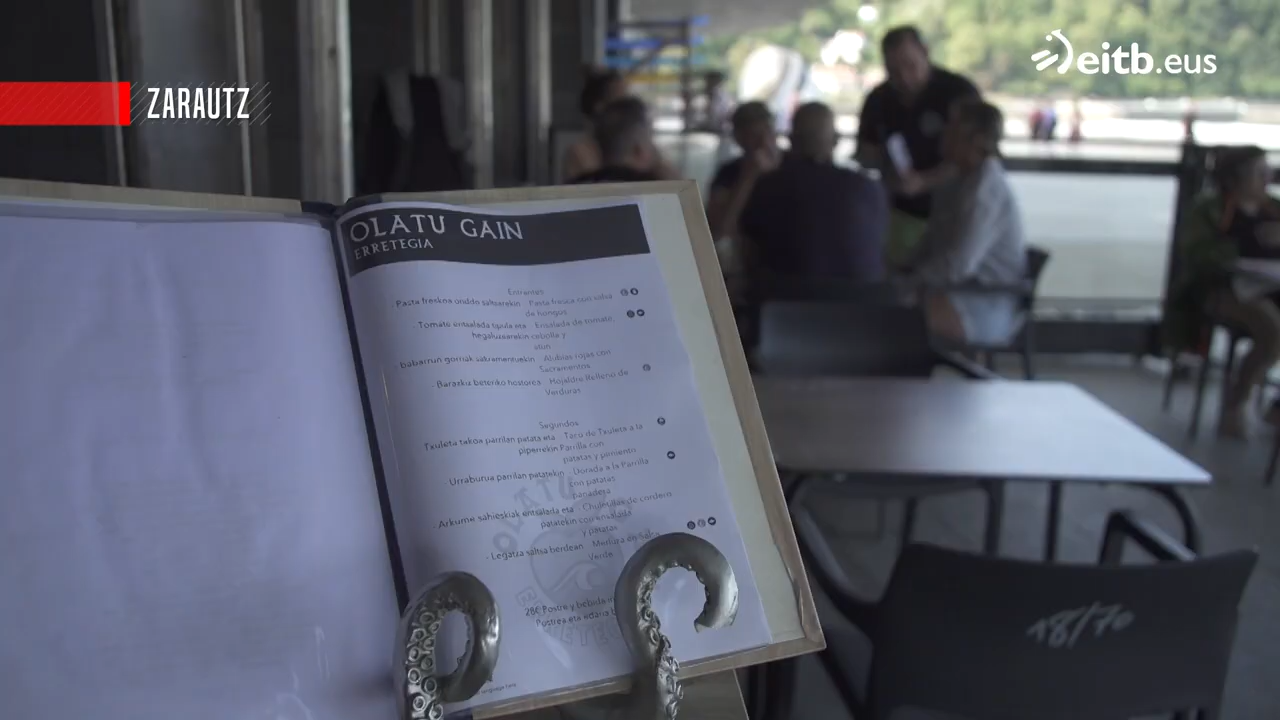 eitb.eus
ZARAUTZ
OLATU GAIN
ERRETEGIA
Entrantes
Pasta freskoa onddo saltsarekin Pasta fresca con salsa
de hongos
Tomate entsalada tipula eta Ensalada de tomate,
hegaluzearekin cebolla y
atún
babarrun gorriak sakramentuekin Alubias rojas con
Sacramentos
Barazki betetriko hostorea Hojaldre Relleno de
Verduras
Segundos
Txuleta takoa parrilan patats eta Taco de Txuleta a la
piperrekin Parrilla con
patatas y pimiento
Urraburua parrilan patatekin Dorada a la Parrilla
con patatas
panadera
Arkume sahieskiak entsalada eta Chuletillas de cordero
patatekin con ensalada
y patatas
Legatza saltsa berdean Merluza en Salsa
Verde
28€ Postre y bebida
Postrea eta edaria
18/70